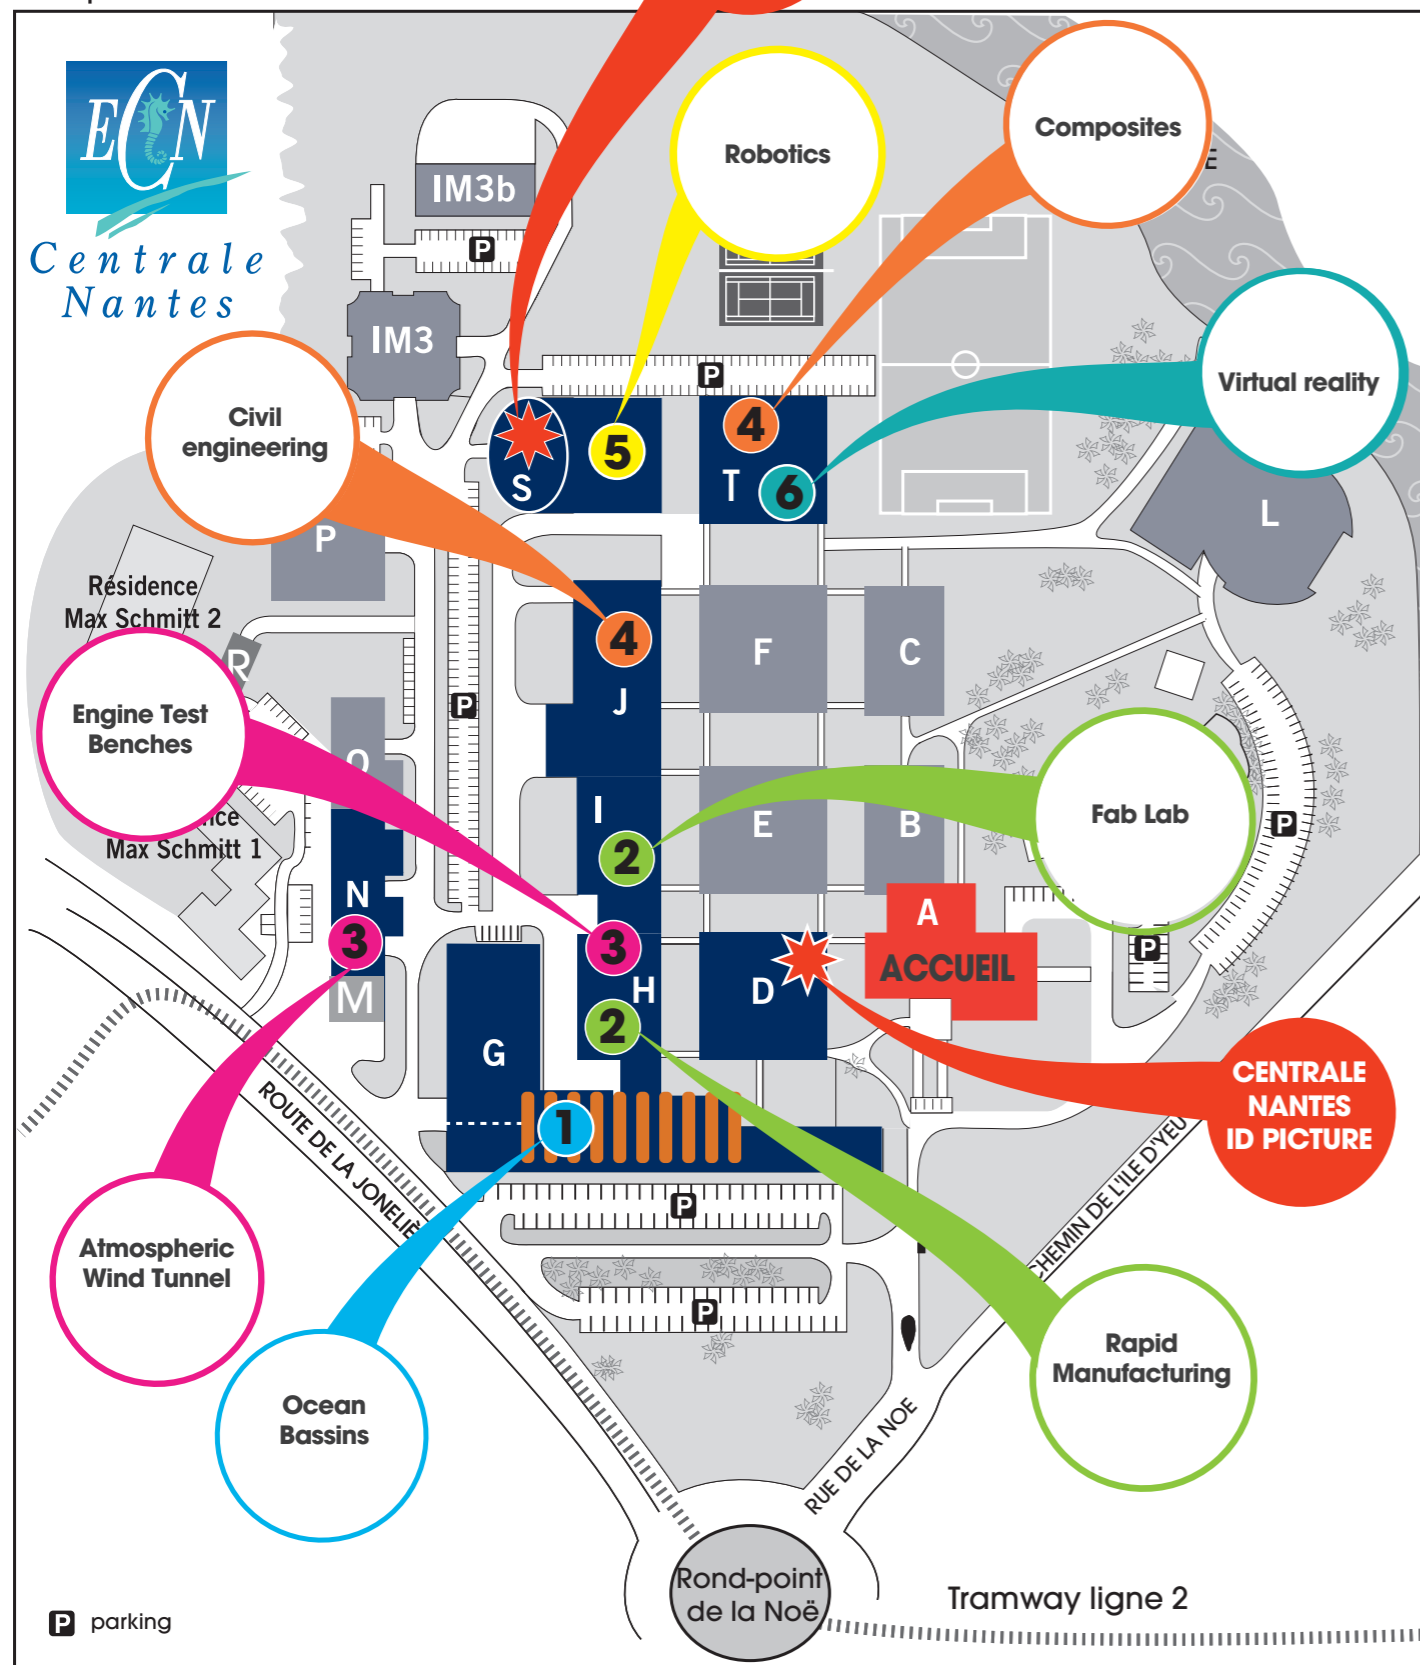 ECN
Centrale
Nantes
Robotics
Composites
E
IM3b
P
IM3
P
Virtual reality
Civil
engineering
S
5
4
T
6
L
P
Résidence
Max Schmitt 2
R
4
F
C
J
P
Engine Test
Benches
O
I
2
E
B
Fab Lab
P
nce
Max Schmitt 1
N
3
M
3
H
2
D
A
ACCUEIL
P
G
1
CENTRALE
NANTES
ID PICTURE
ROUTE DE LA JONELIÈ
CHEMIN DE L'ILE D'YEU
P
P
Atmospheric
Wind Tunnel
Ocean
Bassins
Rapid
Manufacturing
RUE DE LA NOE
Rond-point
de la Noë
Tramway ligne 2
P parking